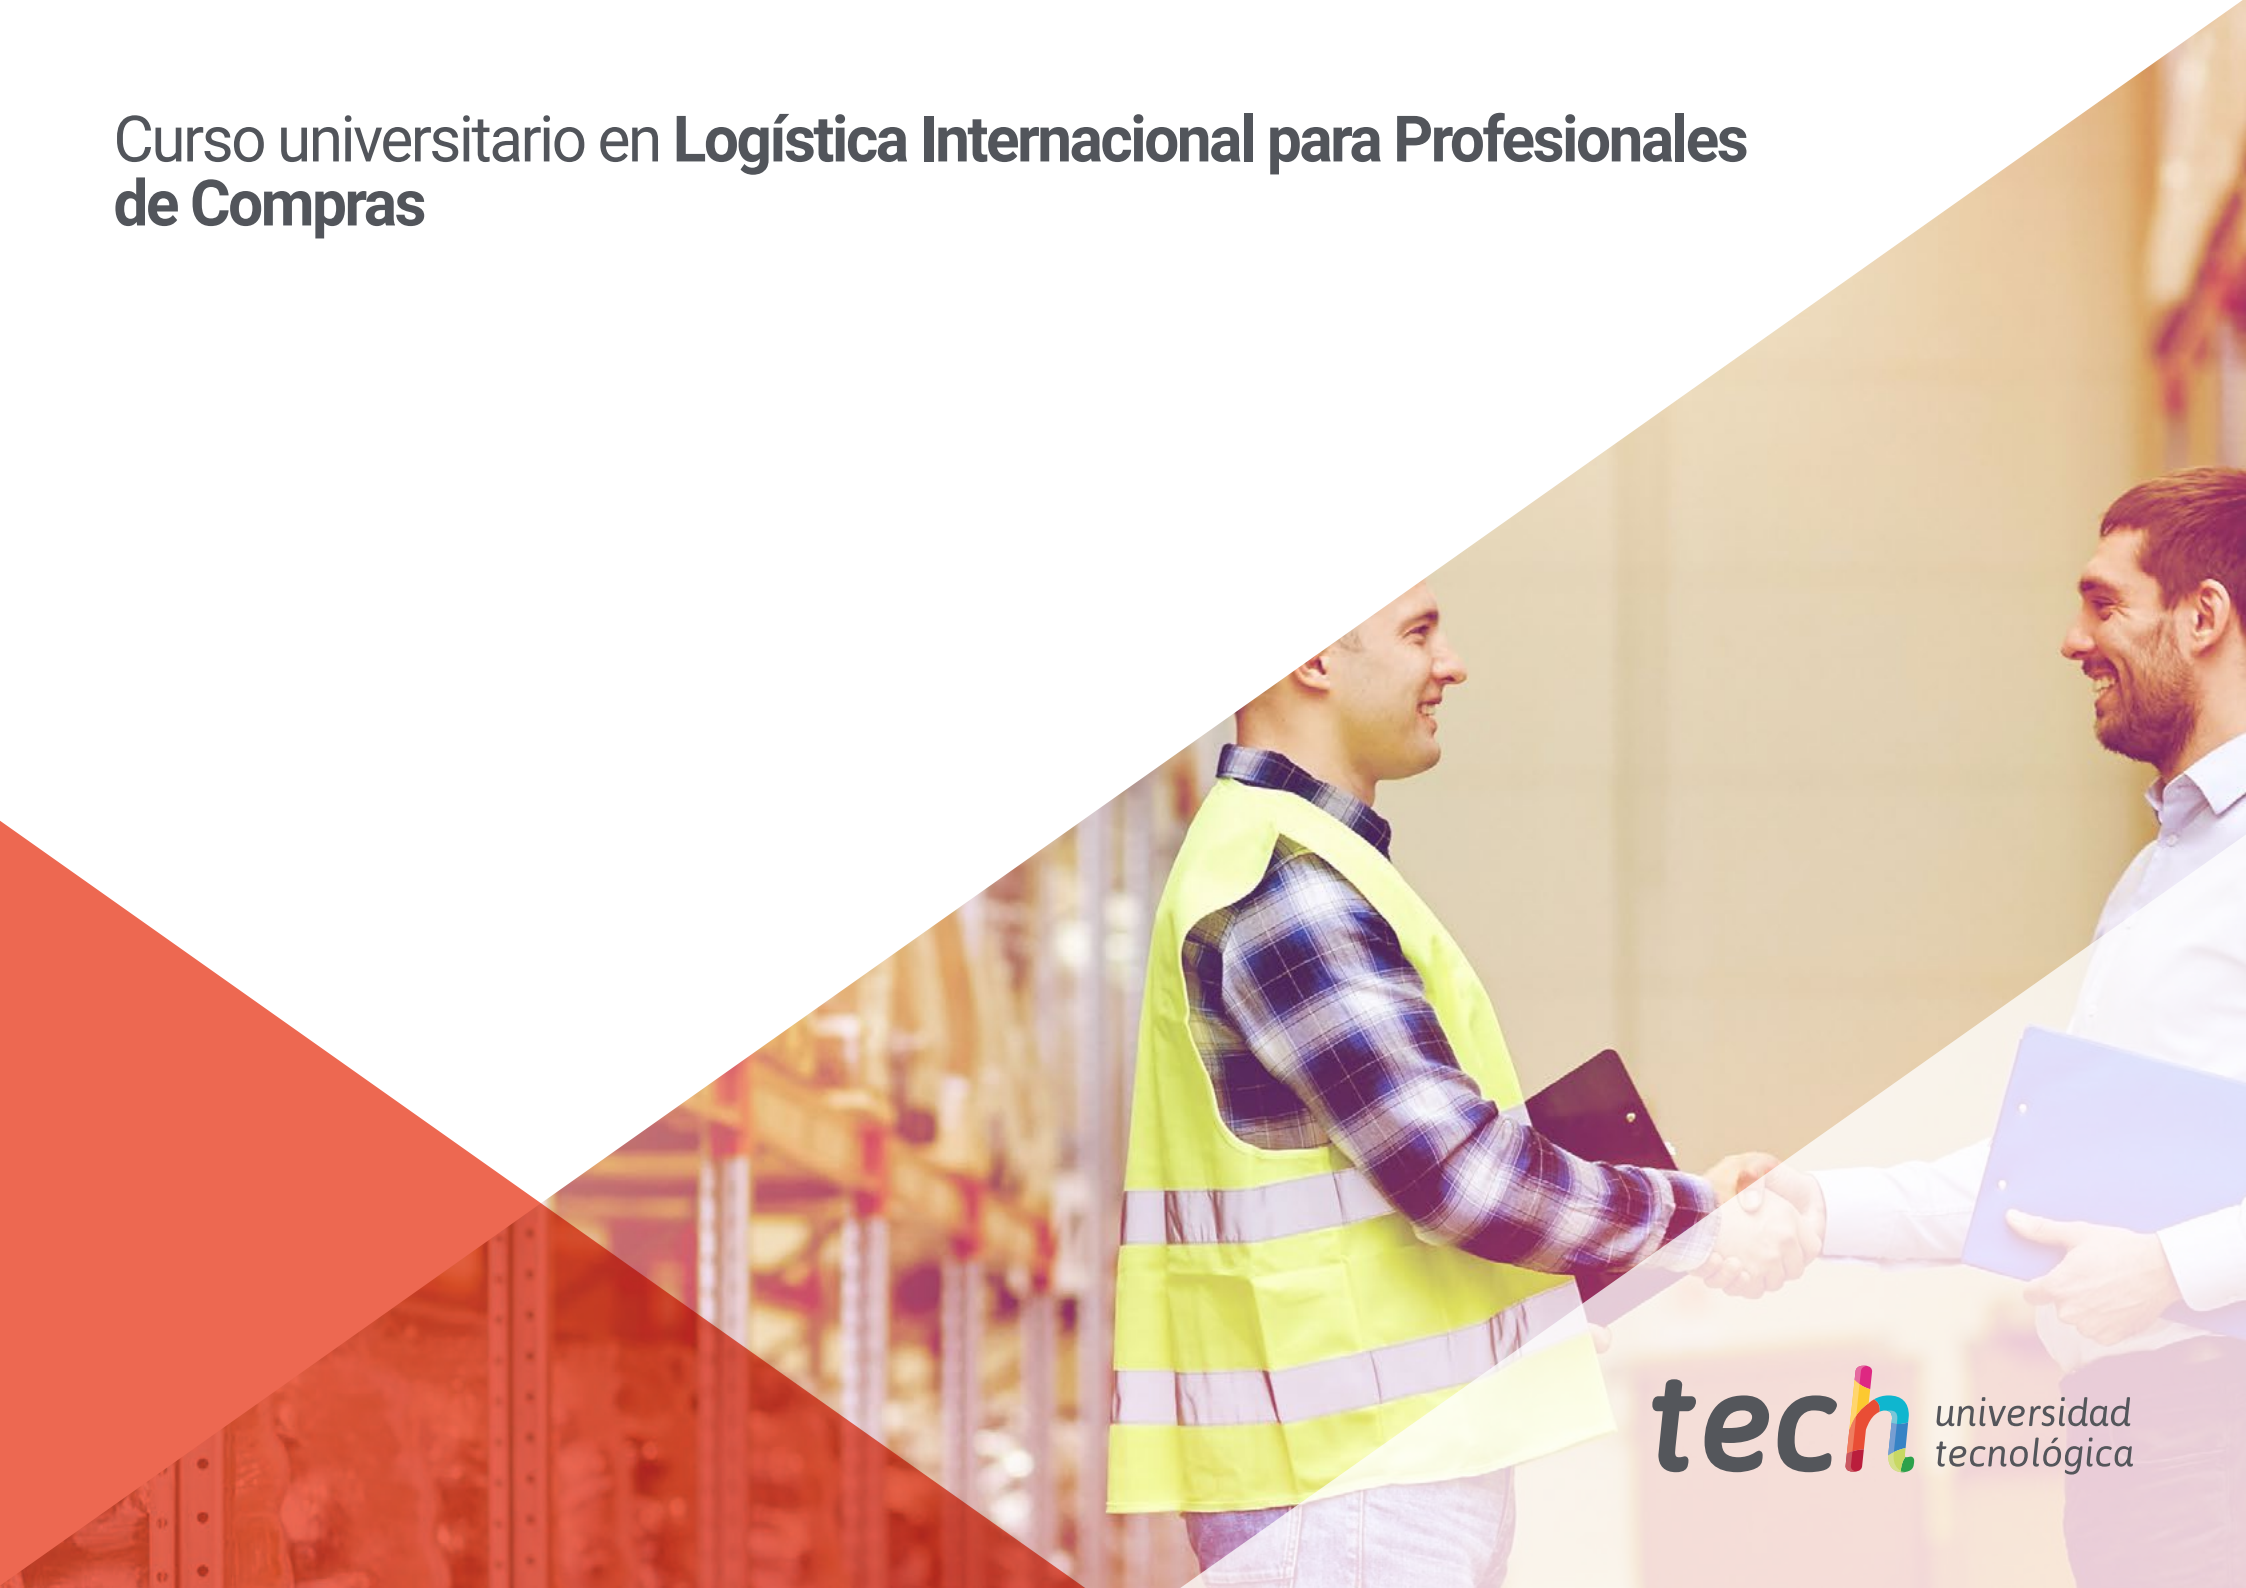 Curso universitario en Logística Internacional para Profesionales
de Compras
tech universidad
tecnológica